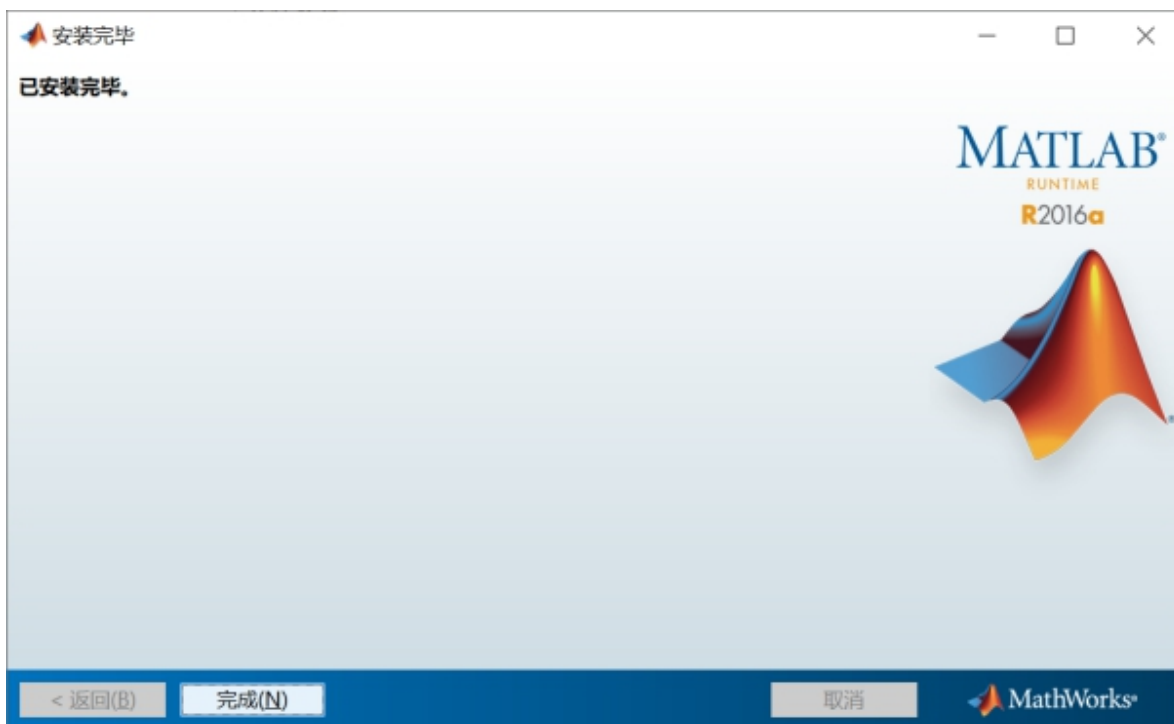 安装完毕
已安装完毕。
MATLAB®
RUNTIME
R2016a
®
< 返回(B)
完成(N)
取消
MathWorks®